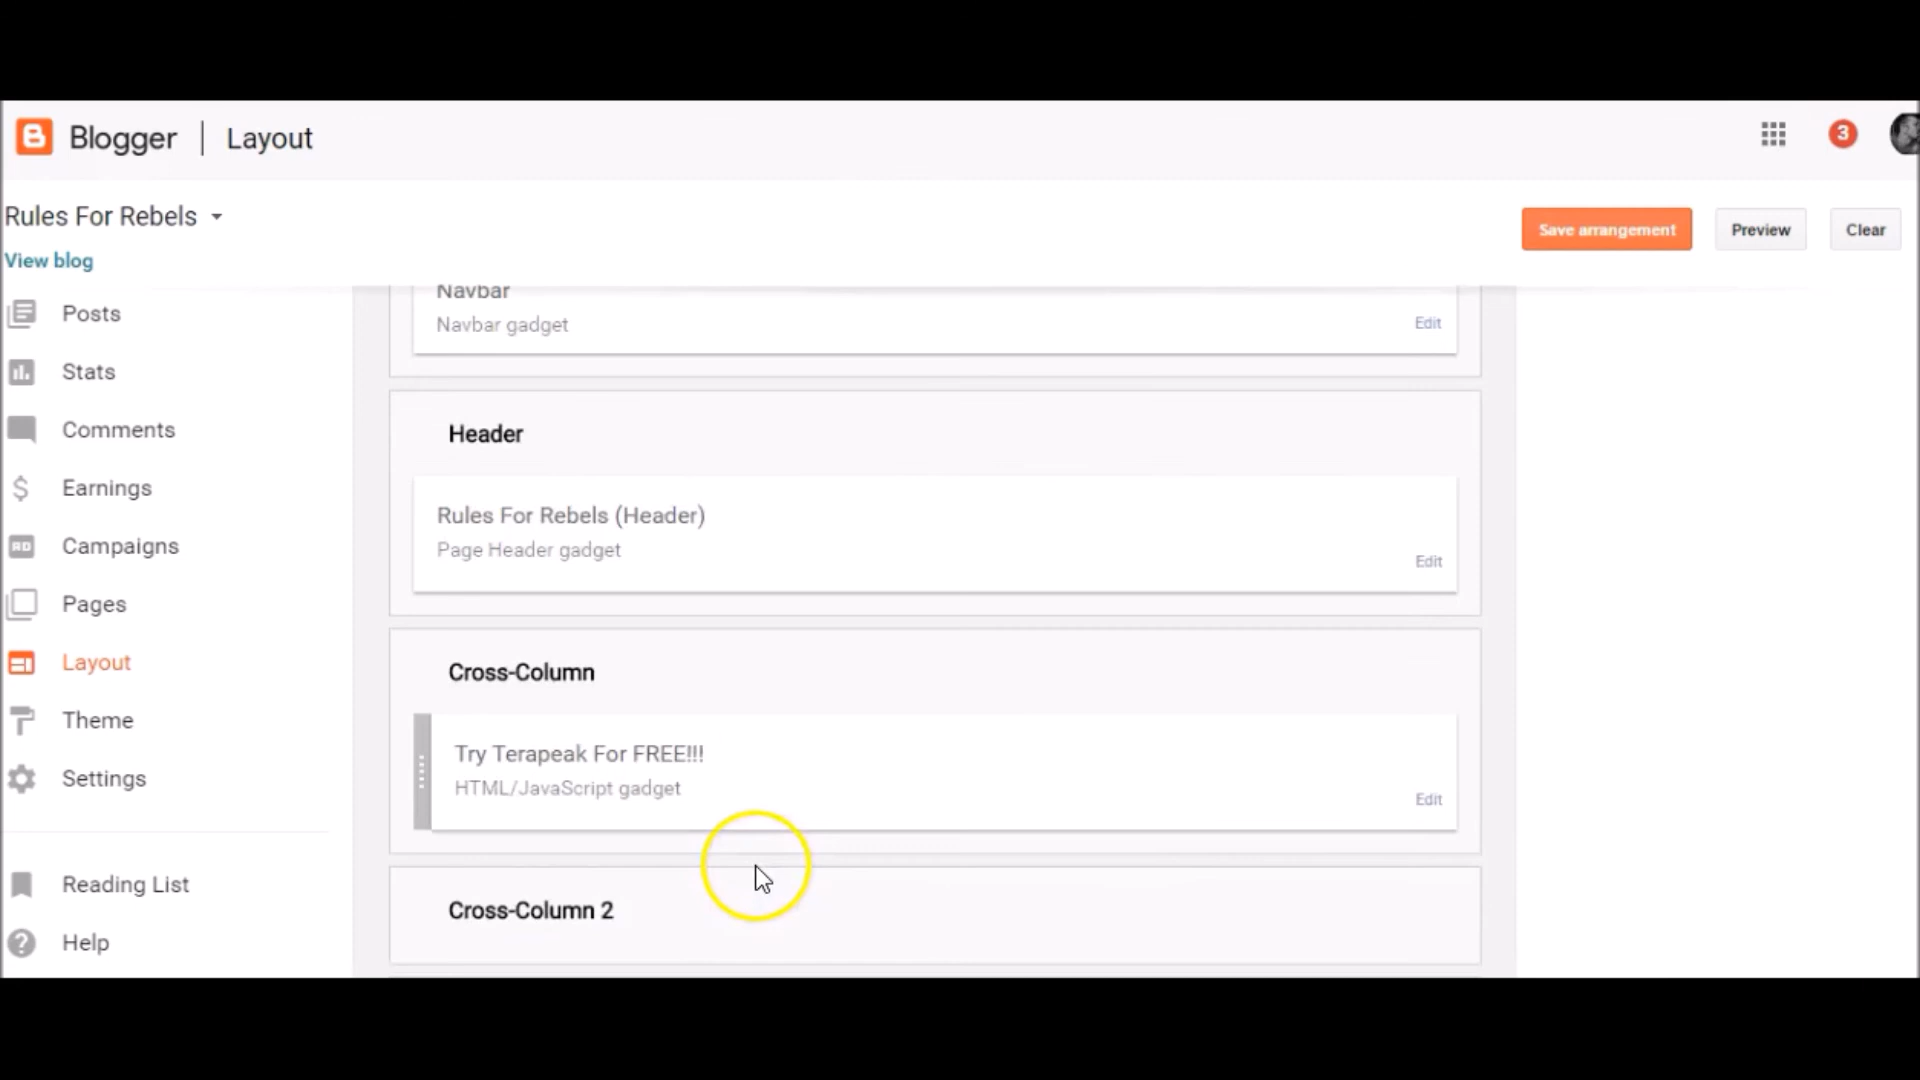 Blogger | Layout
3
Rules For Rebels
Save arrangement
Preview
Clear
View blog
Posts
Stats
Comments
Earnings
Campaigns
Pages
Layout
Theme
Settings
Reading List
Help
Navbar
Navbar gadget
Edit
Header
Rules For Rebels (Header)
Page Header gadget
Edit
Cross-Column
Try Terapeak For FREE!!!
HTML/JavaScript gadget
Edit
Cross-Column 2